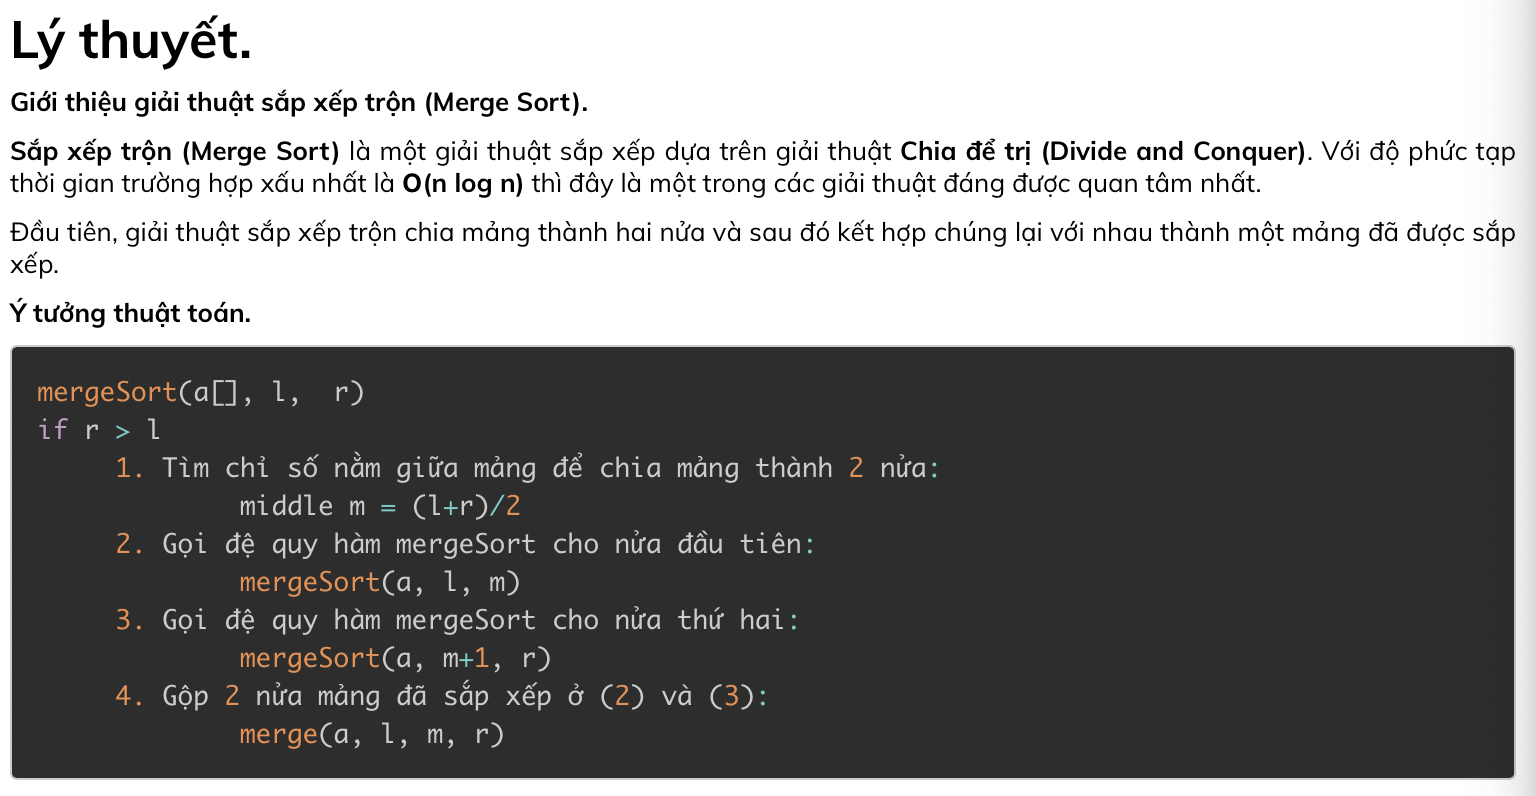 Lý thuyết.
Giới thiệu giải thuật sắp xếp trộn (Merge Sort).
Sắp xếp trộn (Merge Sort) là một giải thuật sắp xếp dựa trên giải thuật Chia để trị (Divide and Conquer). Với độ phức tạp
thời gian trường hợp xấu nhất là O(n log n) thì đây là một trong các giải thuật đáng được quan tâm nhất.
Đầu tiên, giải thuật sắp xếp trộn chia mảng thành hai nửa và sau đó kết hợp chúng lại với nhau thành một mảng đã được sắp
xếp.
Ý tưởng thuật toán.
mergeSort(a[], l,  r)
if r > l
     1. Tìm chỉ số nằm giữa mảng để chia mảng thành 2 nửa:
             middle m = (l+r)/2
     2. Gọi đệ quy hàm mergeSort cho nửa đầu tiên:
             mergeSort(a, l, m)
     3. Gọi đệ quy hàm mergeSort cho nửa thứ hai:
             mergeSort(a, m+1, r)
     4. Gộp 2 nửa mảng đã sắp xếp ở (2) và (3):
             merge(a, l, m, r)